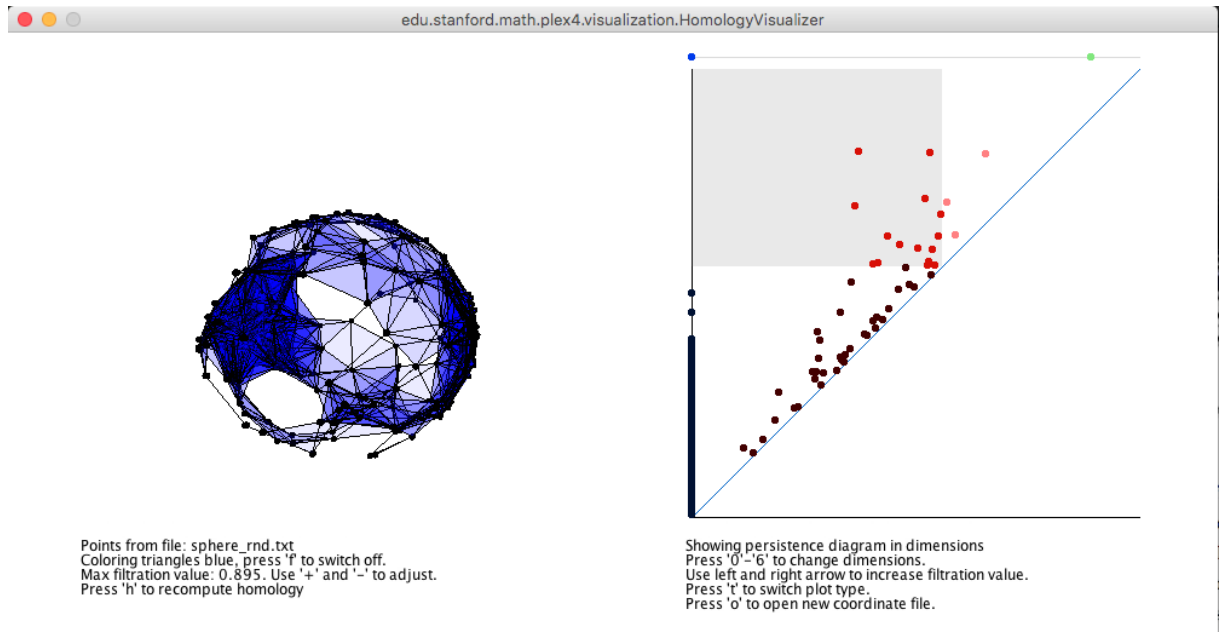 edu.stanford.math.plex4.visualization.HomologyVisualizer
Points from file: sphere_rnd.txt
Coloring triangles blue, press 'f' to switch off.
Max filtration value: 0.895. Use '+' and '-' to adjust.
Press 'h' to recompute homology
Showing persistence diagram in dimensions
Press '0'-'6' to change dimensions.
Use left and right arrow to increase filtration value.
Press 't' to switch plot type.
Press 'o' to open new coordinate file.